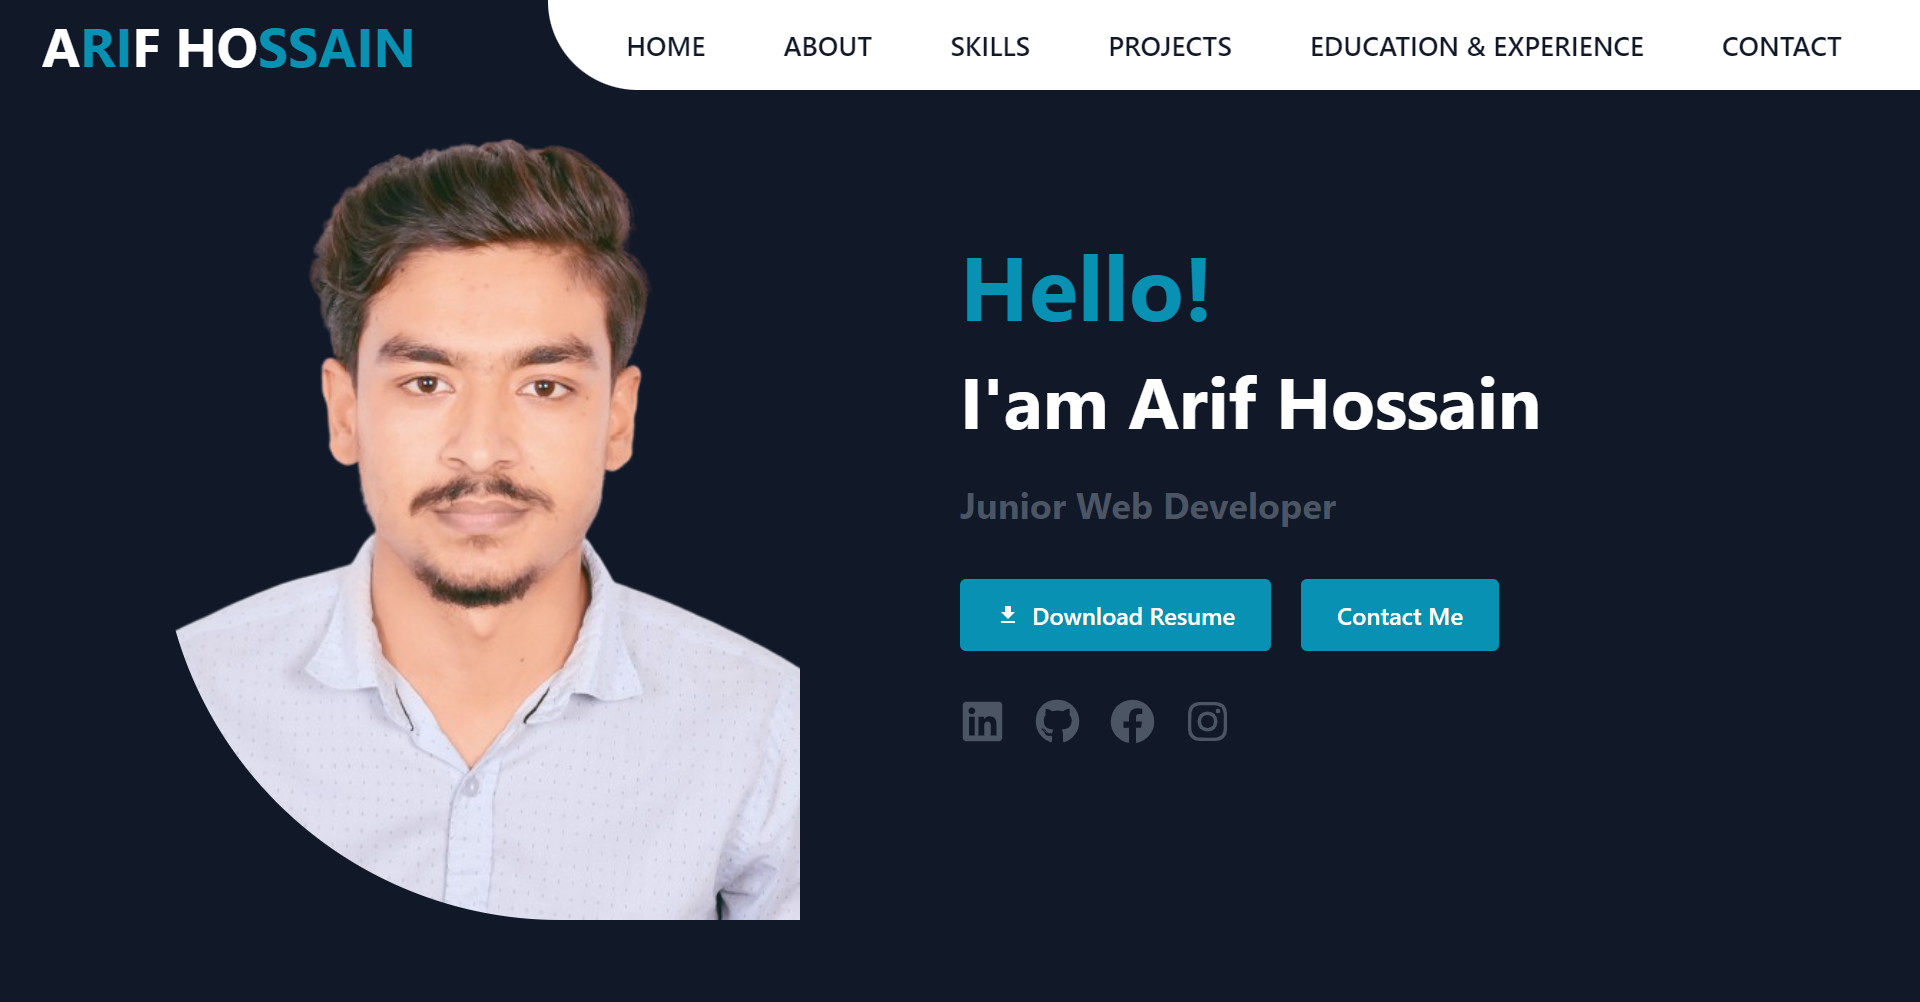 ARIF HOSSAIN
HOME ABOUT SKILLS PROJECTS EDUCATION & EXPERIENCE CONTACT
Hello!
I'am Arif Hossain
Junior Web Developer
Download Resume Contact Me